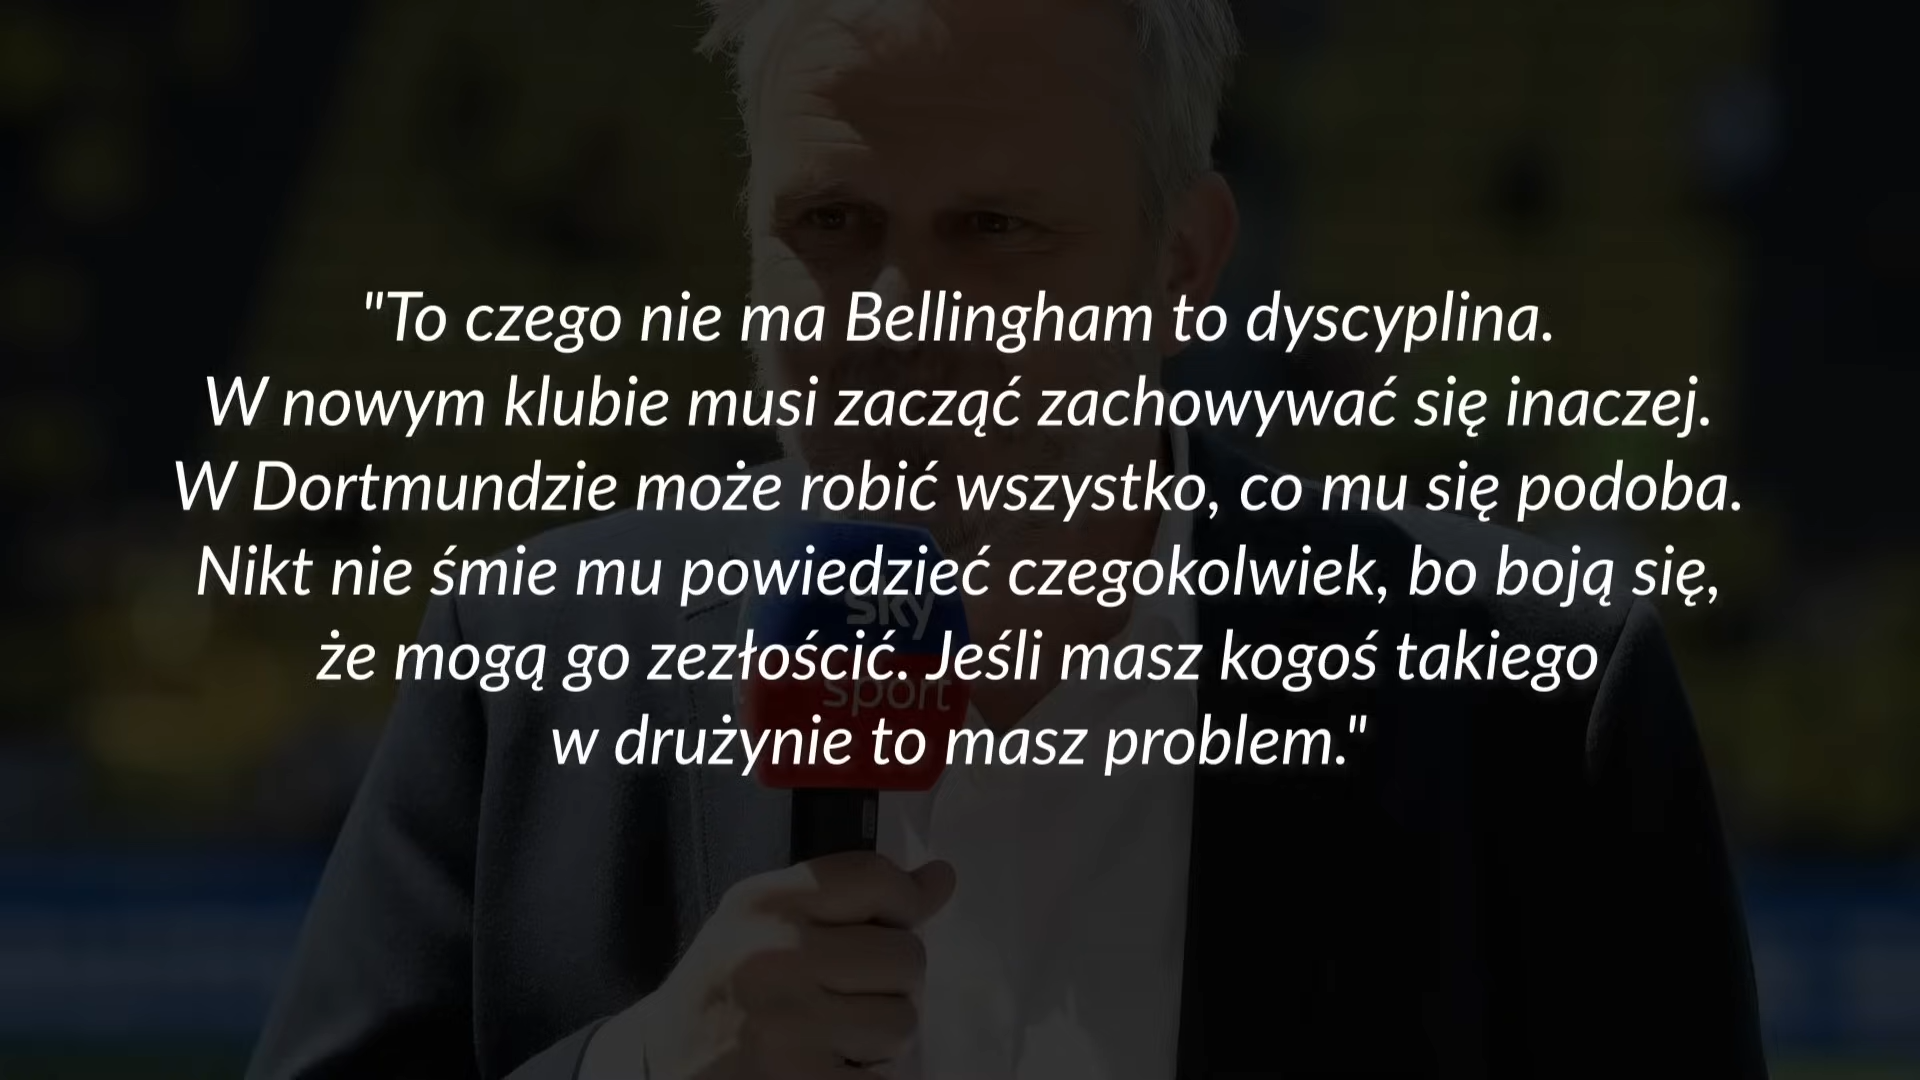 "To czego nie ma Bellingham to dyscyplina.
W nowym klubie musi zacząć zachowywać się inaczej.
W Dortmundzie może robić wszystko, co mu się podoba.
Nikt nie śmie mu powiedzieć czegokolwiek, bo boją się,
że mogą go zezłościć. Jeśli masz kogoś takiego
w drużynie to masz problem."
sky
sport